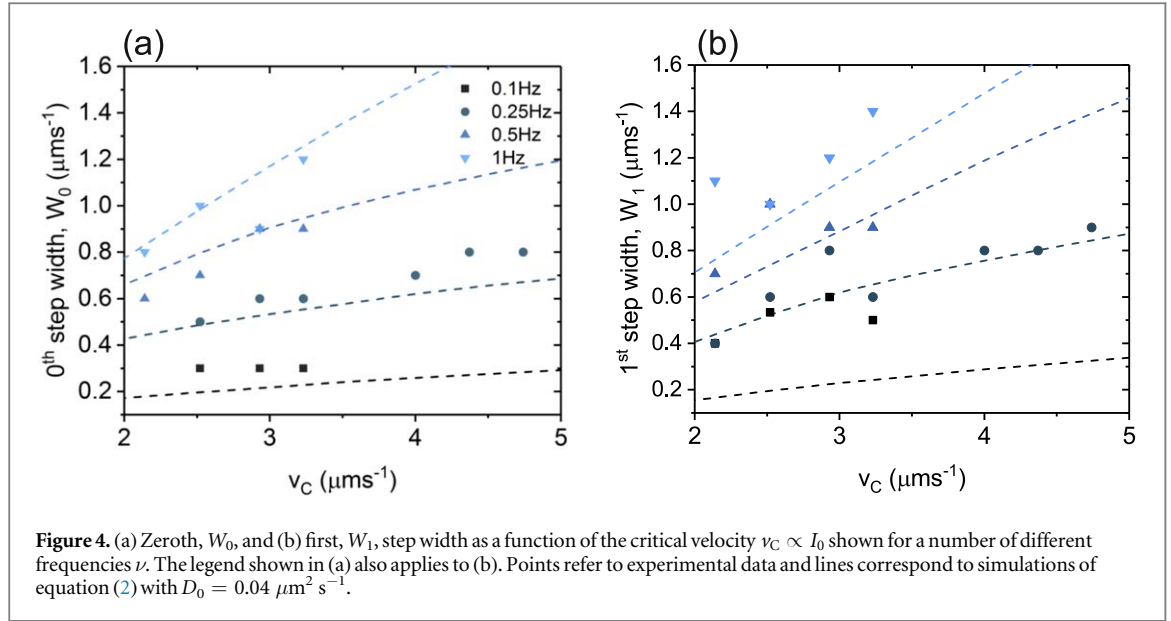 (a)
1.6
1.4
1.2
1.0
0.8
0.6
0.4
0.2
0th step width, W0 (μms-1)
0.1Hz
0.25Hz
0.5Hz
1Hz
2 3 4 5
vC (μms-1)
(b)
1.6
1.4
1.2
1.0
0.8
0.6
0.4
0.2
1st step width, W1 (μms-1)
2 3 4 5
vC (μms-1)
Figure 4. (a) Zeroth, W0, and (b) first, W1, step width as a function of the critical velocity vC ∝ I0 shown for a number of different
frequencies ν. The legend shown in (a) also applies to (b). Points refer to experimental data and lines correspond to simulations of
equation (2) with D0 = 0.04 μm2 s−1.